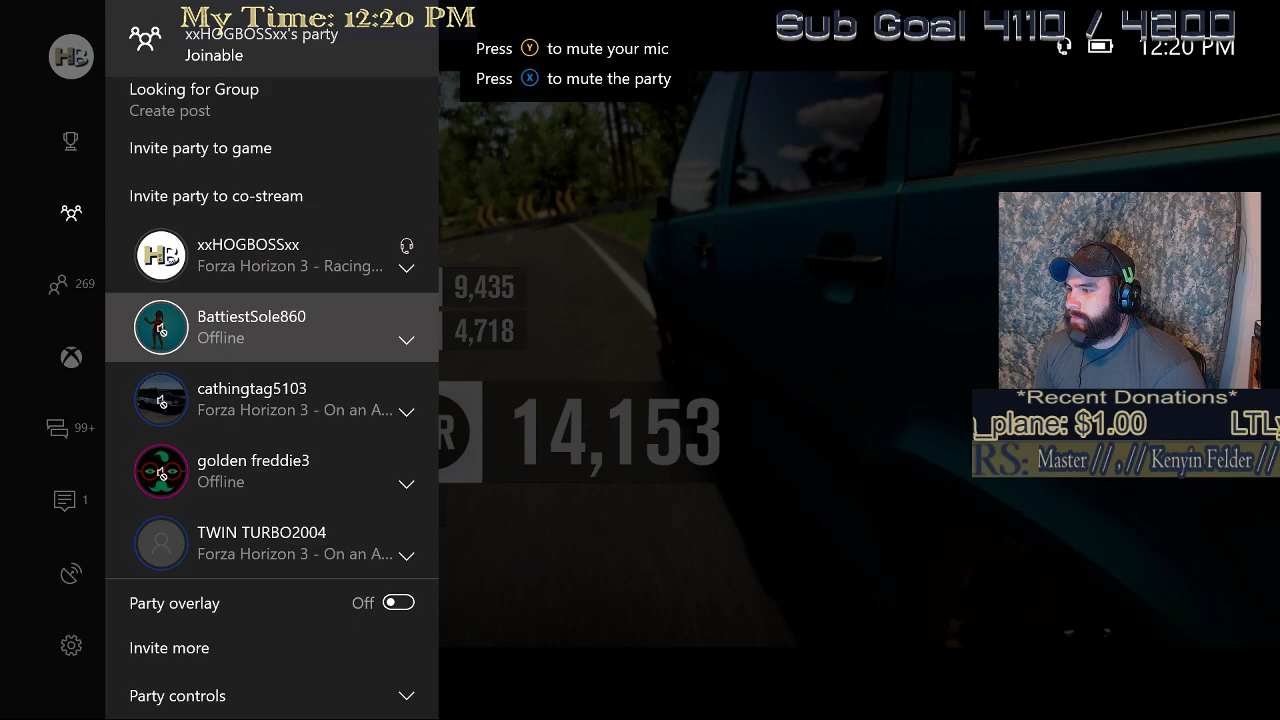 My Time: 12:20 PM
Sub Goal 4110 / 4200
12:20 PM
xxHOGBOSSxx's party
Joinable
Press Y to mute your mic
Press X to mute the party
Looking for Group
Create post
Invite party to game
Invite party to co-stream
HB
HB
xxHOGBOSSxx
Forza Horizon 3 - Racing...
BattiestSole860
Offline
cathingtag5103
Forza Horizon 3 - On an A...
golden freddie3
Offline
TWIN TURBO2004
Forza Horizon 3 - On an A...
Party overlay Off
Invite more
Party controls
269
99+
1
9,435
4,718
R 14,153
*Recent Donations*
_plane: $1.00 LTLy
RS: Master // , // Kenyin Felder //